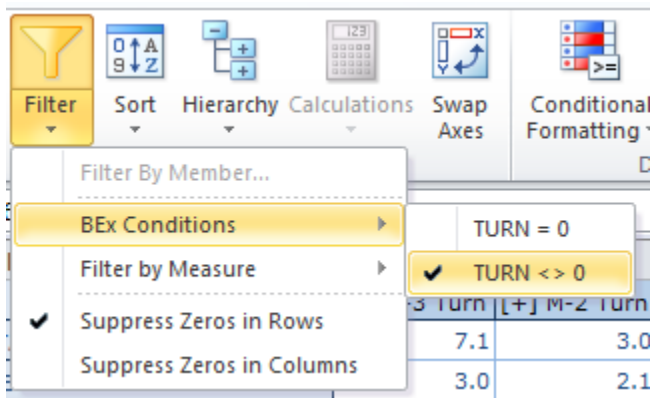 Filter
Sort
Hierarchy
Calculations
Swap
Axes
Conditional
Formatting
Filter By Member...
BEx Conditions
Filter by Measure
Suppress Zeros in Rows
Suppress Zeros in Columns
TURN = 0
TURN <> 0
-3 Turn [+] M-2 Turn
7.1 3.0
3.0 2.1